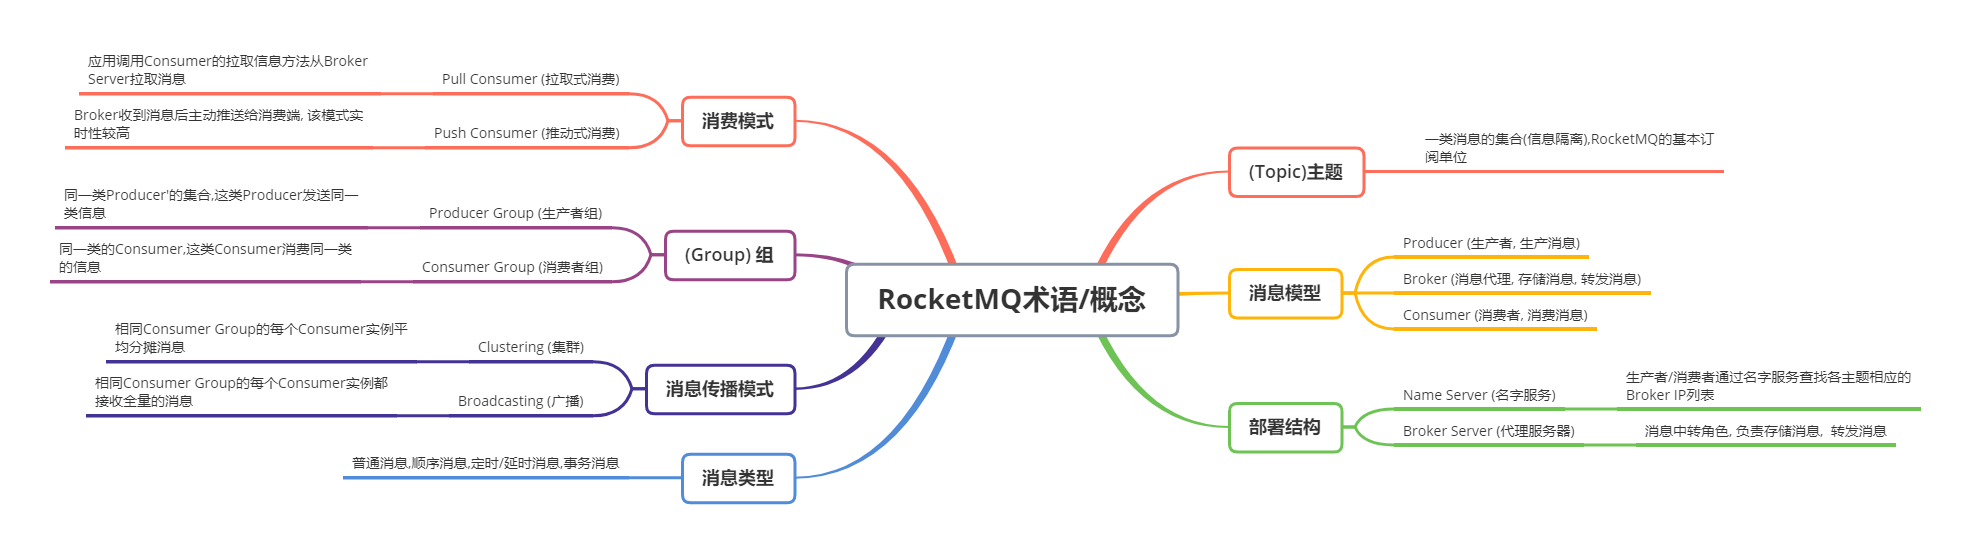 RocketMQ术语/概念
(Topic)主题
一类消息的集合(信息隔离),RocketMQ的基本订
阅单位
消息模型
Producer (生产者, 生产消息)
Broker (消息代理, 存储消息, 转发消息)
Consumer (消费者, 消费消息)
部署结构
Name Server (名字服务)
生产者/消费者通过名字服务查找各主题相应的
Broker IP列表
Broker Server (代理服务器)
消息中转角色, 负责存储消息, 转发消息
消费模式
Pull Consumer (拉取式消费)
应用调用Consumer的拉取信息方法从Broker
Server拉取消息
Push Consumer (推动式消费)
Broker收到消息后主动推送给消费端, 该模式实
时性较高
(Group) 组
Producer Group (生产者组)
同一类Producer'的集合,这类Producer发送同一
类信息
Consumer Group (消费者组)
同一类的Consumer,这类Consumer消费同一类
的信息
消息传播模式
Clustering (集群)
相同Consumer Group的每个Consumer实例平
均分摊消息
Broadcasting (广播)
相同Consumer Group的每个Consumer实例都
接收全量的消息
消息类型
普通消息,顺序消息,定时/延时消息,事务消息